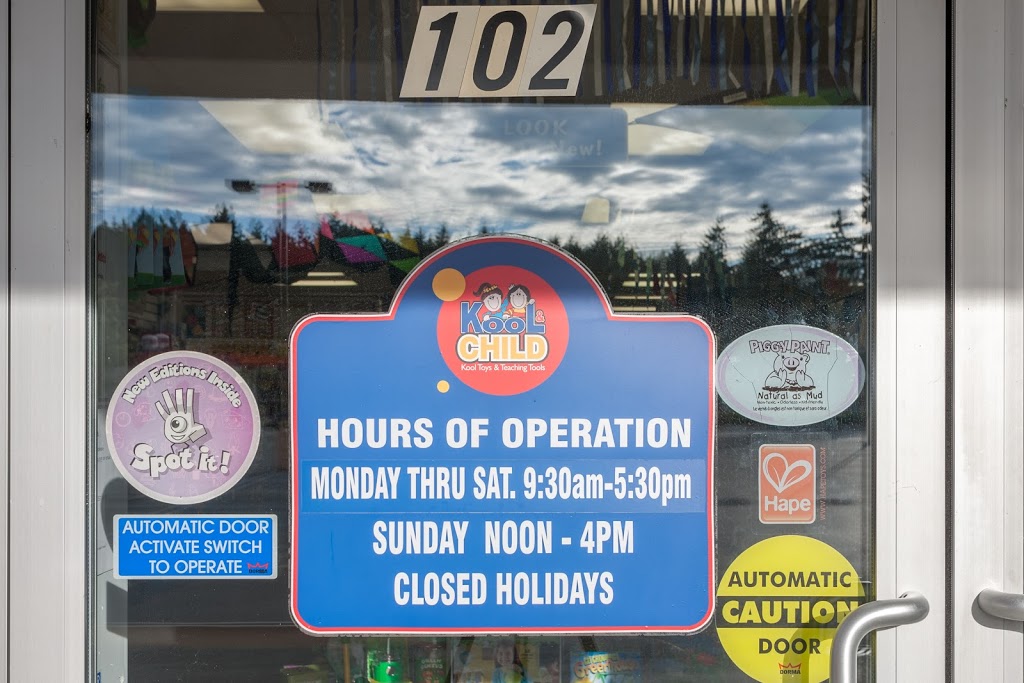 102
LOOK
New!
KOOL &
CHILD
Kool Toys & Teaching Tools
HOURS OF OPERATION
MONDAY THRU SAT. 9:30am-5:30pm
SUNDAY NOON - 4PM
CLOSED HOLIDAYS
New Editions Inside
Spot it!
AUTOMATIC DOOR
ACTIVATE SWITCH
TO OPERATE
DORMA
PIGGY PAINT
Natural as Mud
Hape
AUTOMATIC
CAUTION
DOOR
DORMA